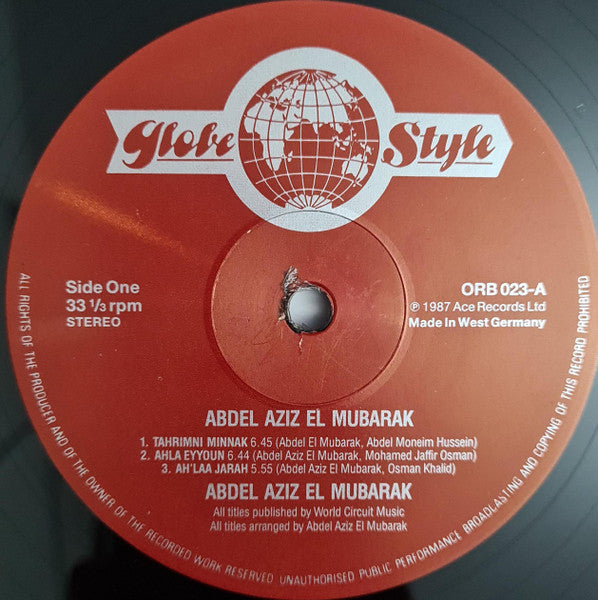 Globe Style
Side One
33 1/3 rpm
STEREO
ORB 023-A
℗ 1987 Ace Records Ltd
Made In West Germany
ABDEL AZIZ EL MUBARAK
1. TAHRIMNI MINNAK 6.45 (Abdel El Mubarak, Abdel Moneim Hussein)
2. AHLA EYYOUN 6.44 (Abdel Aziz El Mubarak, Mohamed Jaffir Osman)
3. AH'LAA JARAH 5.55 (Abdel Aziz El Mubarak, Osman Khalid)
ABDEL AZIZ EL MUBARAK
All titles published by World Circuit Music
All titles arranged by Abdel Aziz El Mubarak
ALL RIGHTS OF THE PRODUCER AND OF THE OWNER OF THE RECORDED WORK RESERVED UNAUTHORISED PUBLIC PERFORMANCE BROADCASTING AND COPYING OF THIS RECORD PROHIBITED